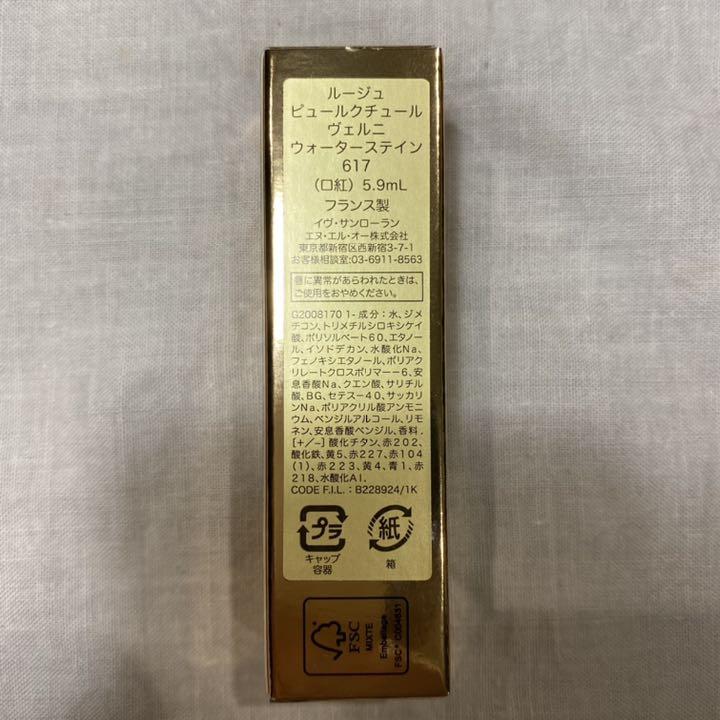 ルージュ
ピュールクチュール
ヴェルニ
ウォーターステイン
617
（口紅）5.9mL
フランス製
イヴ・サンローラン
エヌ・エル・オー株式会社
東京都新宿区西新宿3-7-1
お客様相談室:03-6911-8563
唇に異常があらわれたときは、
ご使用をおやめください。
G2008170 1-成分：水、ジメ
チコン、トリメチルシロキシケイ
酸、ポリソルベート60、エタノー
ル、イソドデカン、水酸化Na、
フェノキシエタノール、ポリアク
リレートクロスポリマー-6、安
息香酸Na、クエン酸、サリチル
酸、BG、セテス-40、サッカ
リンNa、ポリアクリル酸アンモニ
ウム、ベンジルアルコール、リモ
ネン、安息香酸ベンジル、香料．
[+/-]酸化チタン、赤202、
酸化鉄、黄5、赤227、赤104
(1)、赤223、黄4、青1、赤
218、水酸化Al．
CODE F.I.L. : B228924/1K
プラ
紙
キャップ
容器
箱
FSC
MIXTE
Emballage
FSC® C004631